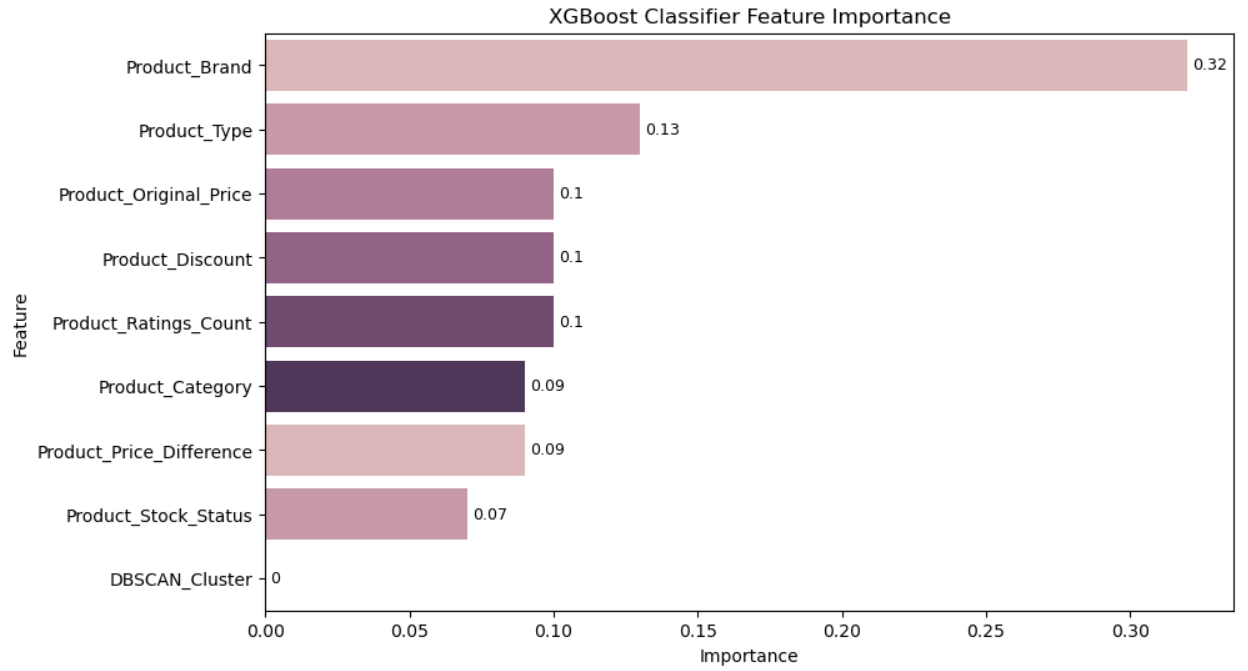 XGBoost Classifier Feature Importance
Product_Brand
0.32
Product_Type
0.13
Product_Original_Price
0.1
Product_Discount
0.1
Product_Ratings_Count
0.1
Product_Category
0.09
Product_Price_Difference
0.09
Product_Stock_Status
0.07
DBSCAN_Cluster
0
Feature
0.00 0.05 0.10 0.15 0.20 0.25 0.30
Importance